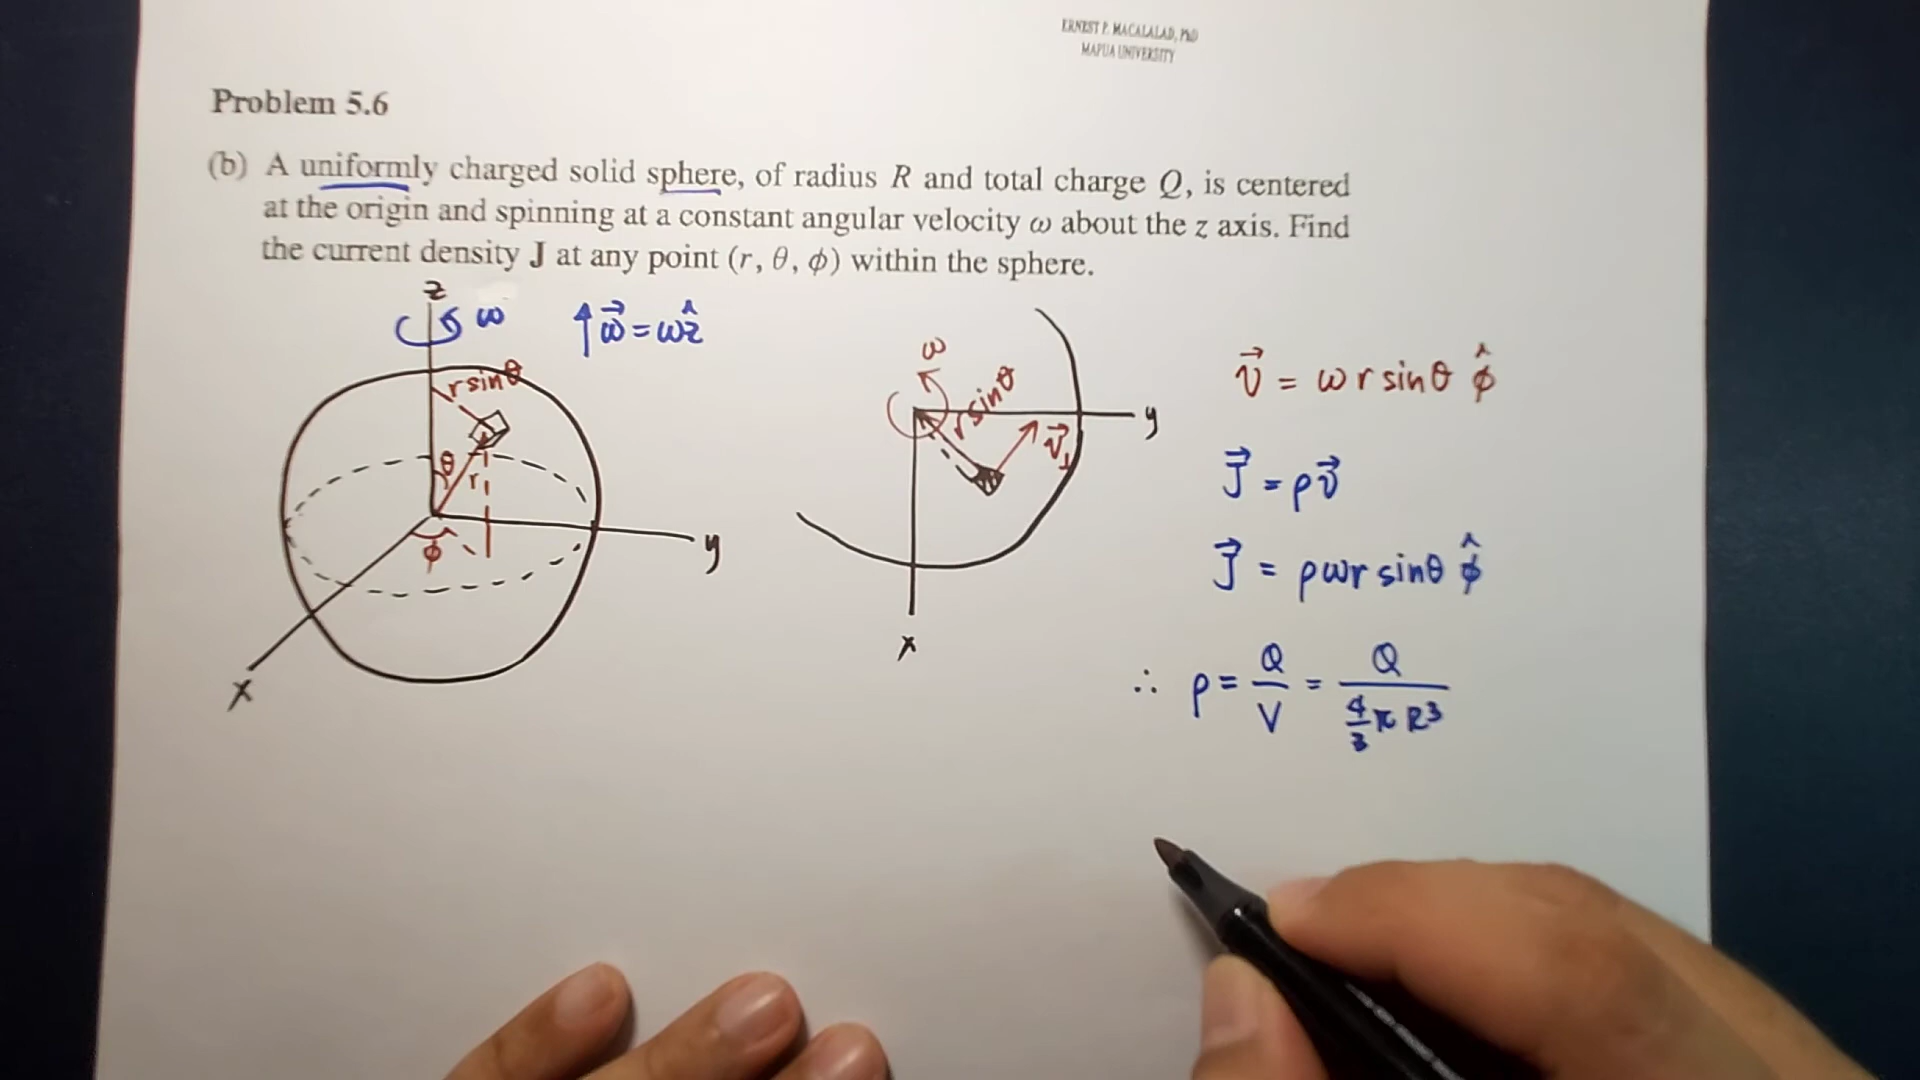 ERNEST P. MACALALAD, PhD
MAPUA UNIVERSITY
Problem 5.6
(b) A uniformly charged solid sphere, of radius R and total charge Q, is centered
at the origin and spinning at a constant angular velocity ω about the z axis. Find
the current density J at any point (r, θ, ϕ) within the sphere.
z
ω
ω⃗ = ωẑ
r sinθ
θ
r
ϕ
y
x
ω
r sinθ
v⃗⊥
y
x
v⃗ = ω r sinθ ϕ̂
J⃗ = ρv⃗
J⃗ = ρωr sinθ ϕ̂
∴ ρ = Q/V = Q/(4/3 π R³)